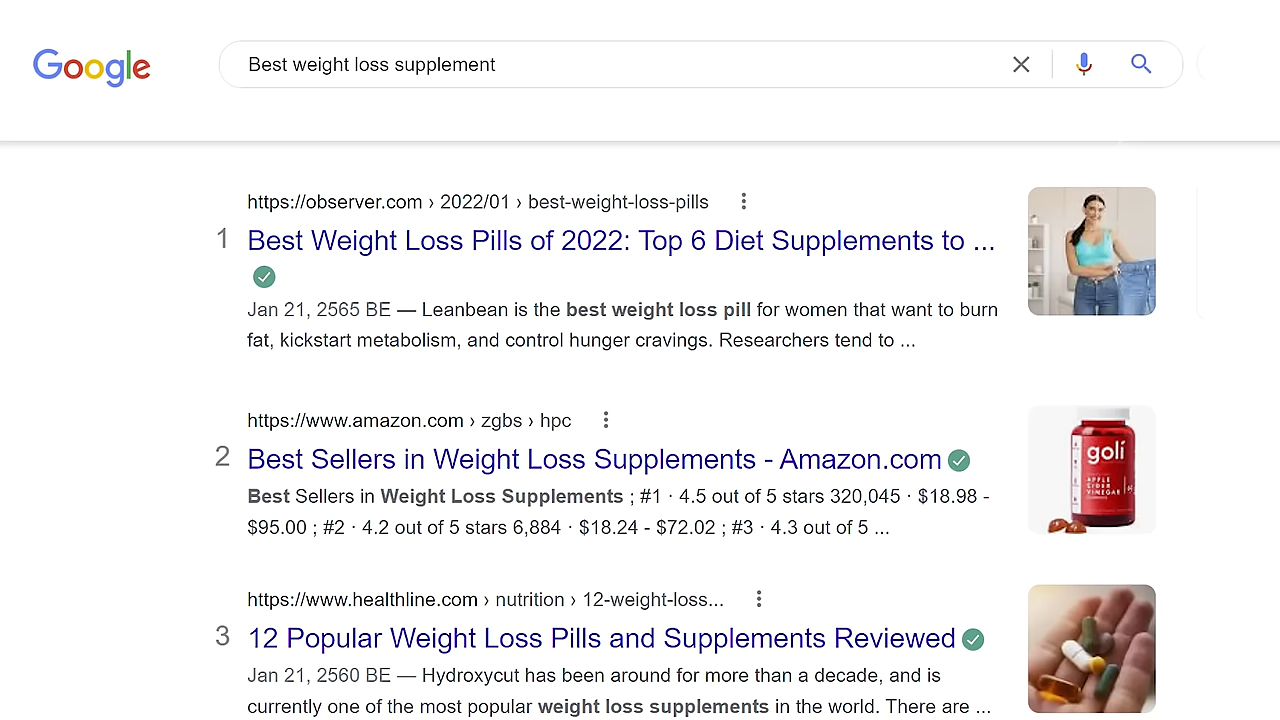 Google
Best weight loss supplement
https://observer.com › 2022/01 › best-weight-loss-pills
1 Best Weight Loss Pills of 2022: Top 6 Diet Supplements to ...
Jan 21, 2565 BE — Leanbean is the best weight loss pill for women that want to burn
fat, kickstart metabolism, and control hunger cravings. Researchers tend to ...
https://www.amazon.com › zgbs › hpc
2 Best Sellers in Weight Loss Supplements - Amazon.com
Best Sellers in Weight Loss Supplements ; #1 · 4.5 out of 5 stars 320,045 · $18.98 -
$95.00 ; #2 · 4.2 out of 5 stars 6,884 · $18.24 - $72.02 ; #3 · 4.3 out of 5 ...
goli
APPLE
CIDER
VINEGAR
https://www.healthline.com › nutrition › 12-weight-loss...
3 12 Popular Weight Loss Pills and Supplements Reviewed
Jan 21, 2560 BE — Hydroxycut has been around for more than a decade, and is
currently one of the most popular weight loss supplements in the world. There are ...